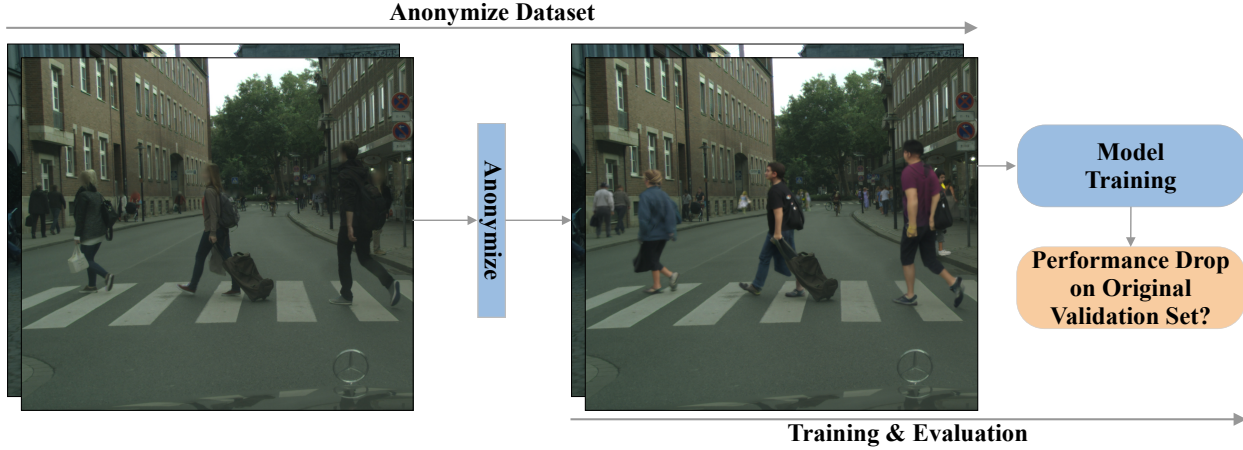 Anonymize Dataset
Anonymize
Model
Training
Performance Drop
on Original
Validation Set?
Training & Evaluation